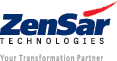 ZenSar
TECHNOLOGIES
Your Transformation Partner